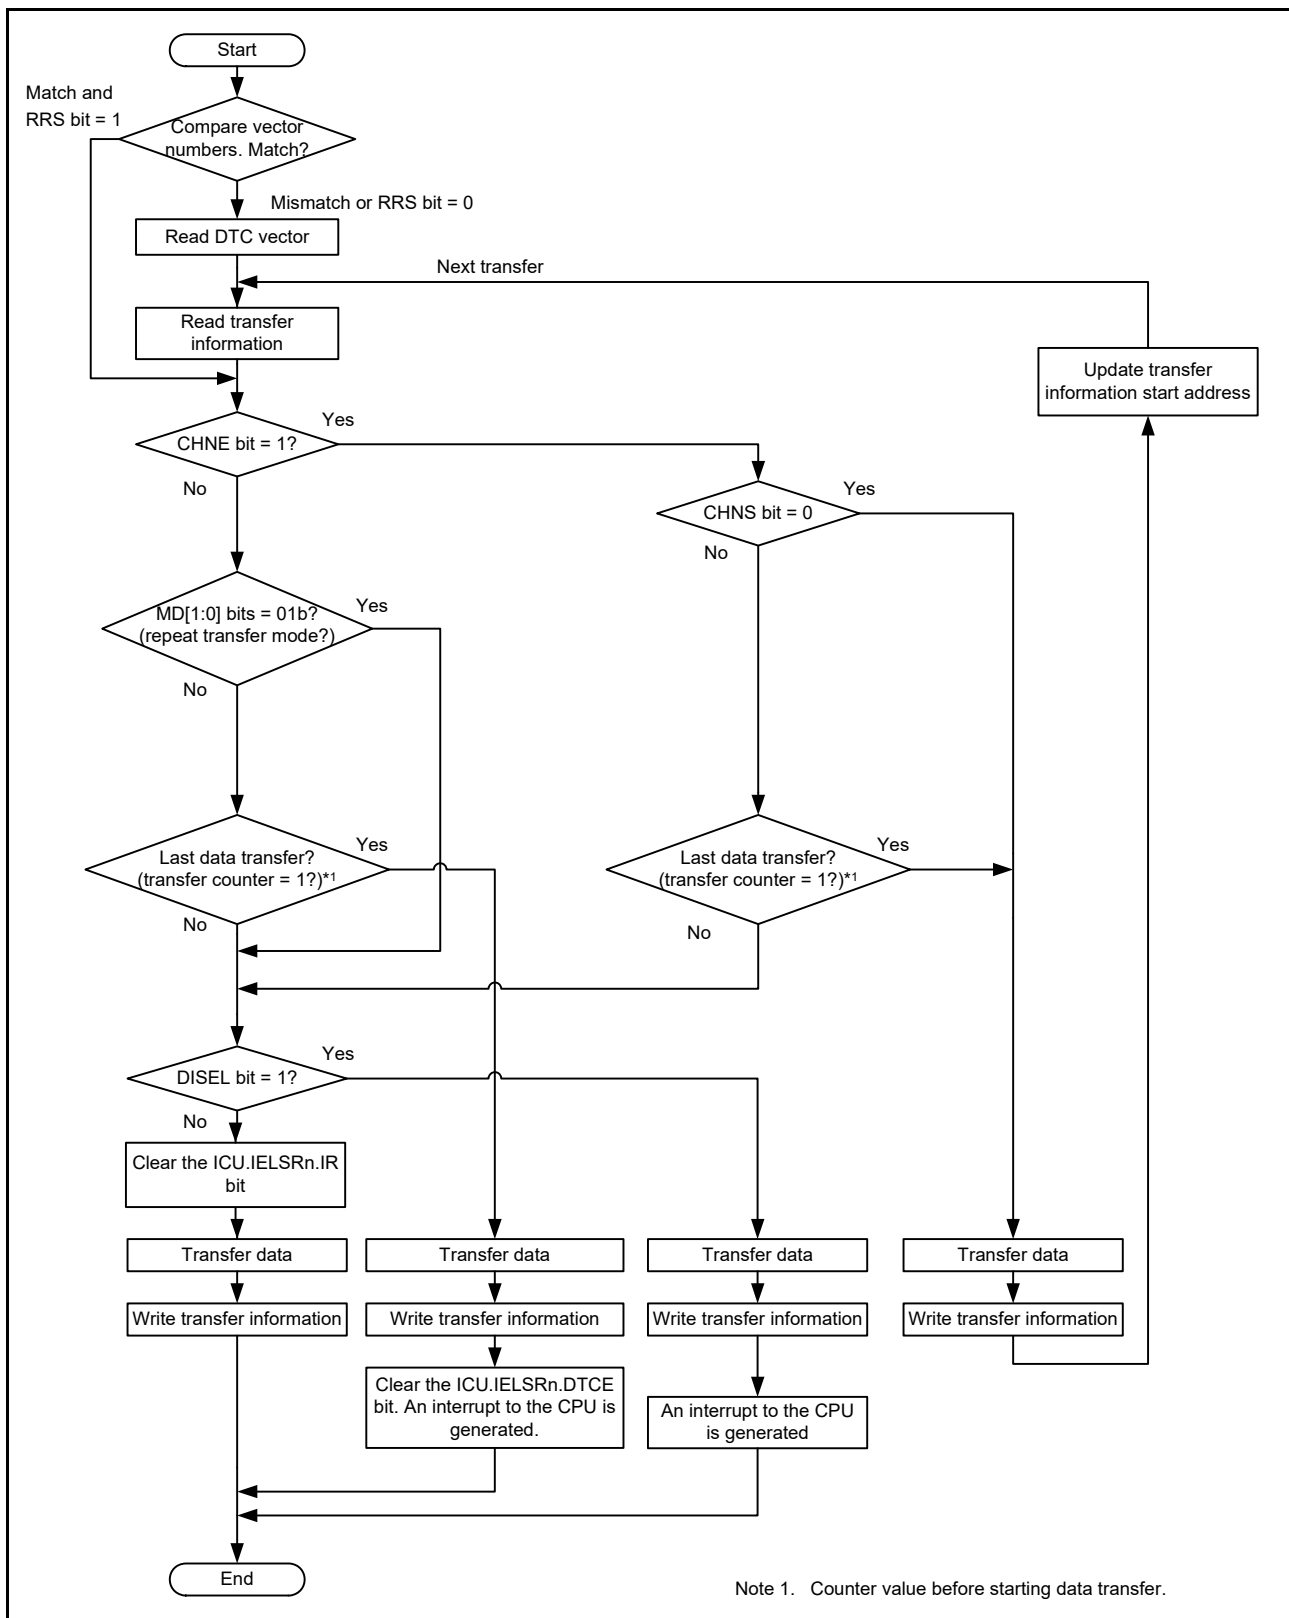 Start
Match and
RRS bit = 1
Compare vector
numbers. Match?
Mismatch or RRS bit = 0
Read DTC vector
Next transfer
Read transfer
information
Update transfer
information start address
Yes
CHNE bit = 1?
No
Yes
CHNS bit = 0
No
MD[1:0] bits = 01b?
(repeat transfer mode?)
Yes
No
Last data transfer?
(transfer counter = 1?)*1
Yes
No
Last data transfer?
(transfer counter = 1?)*1
Yes
No
Yes
DISEL bit = 1?
No
Clear the ICU.IELSRn.IR
bit
Transfer data
Transfer data
Transfer data
Transfer data
Write transfer information
Write transfer information
Write transfer information
Write transfer information
Clear the ICU.IELSRn.DTCE
bit. An interrupt to the CPU is
generated.
An interrupt to the CPU
is generated
End
Note 1. Counter value before starting data transfer.